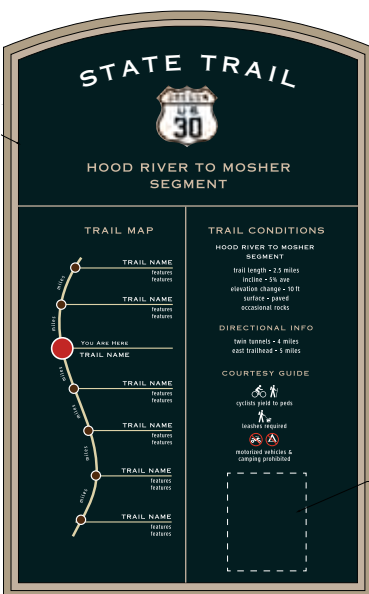 STATE TRAIL
U S
30
HOOD RIVER TO MOSHER
SEGMENT
TRAIL MAP
TRAIL NAME
features
features
miles
TRAIL NAME
features
features
miles
YOU ARE HERE
TRAIL NAME
miles
TRAIL NAME
features
features
miles
TRAIL NAME
features
features
miles
TRAIL NAME
features
features
miles
TRAIL NAME
features
features
TRAIL CONDITIONS
HOOD RIVER TO MOSHER
SEGMENT
trail length • 2.5 miles
incline • 5% ave
elevation change • 10 ft
surface • paved
occasional rocks
DIRECTIONAL INFO
twin tunnels • 4 miles
east trailhead • 5 miles
COURTESY GUIDE
cyclists yield to peds
leashes required
motorized vehicles &
camping prohibited